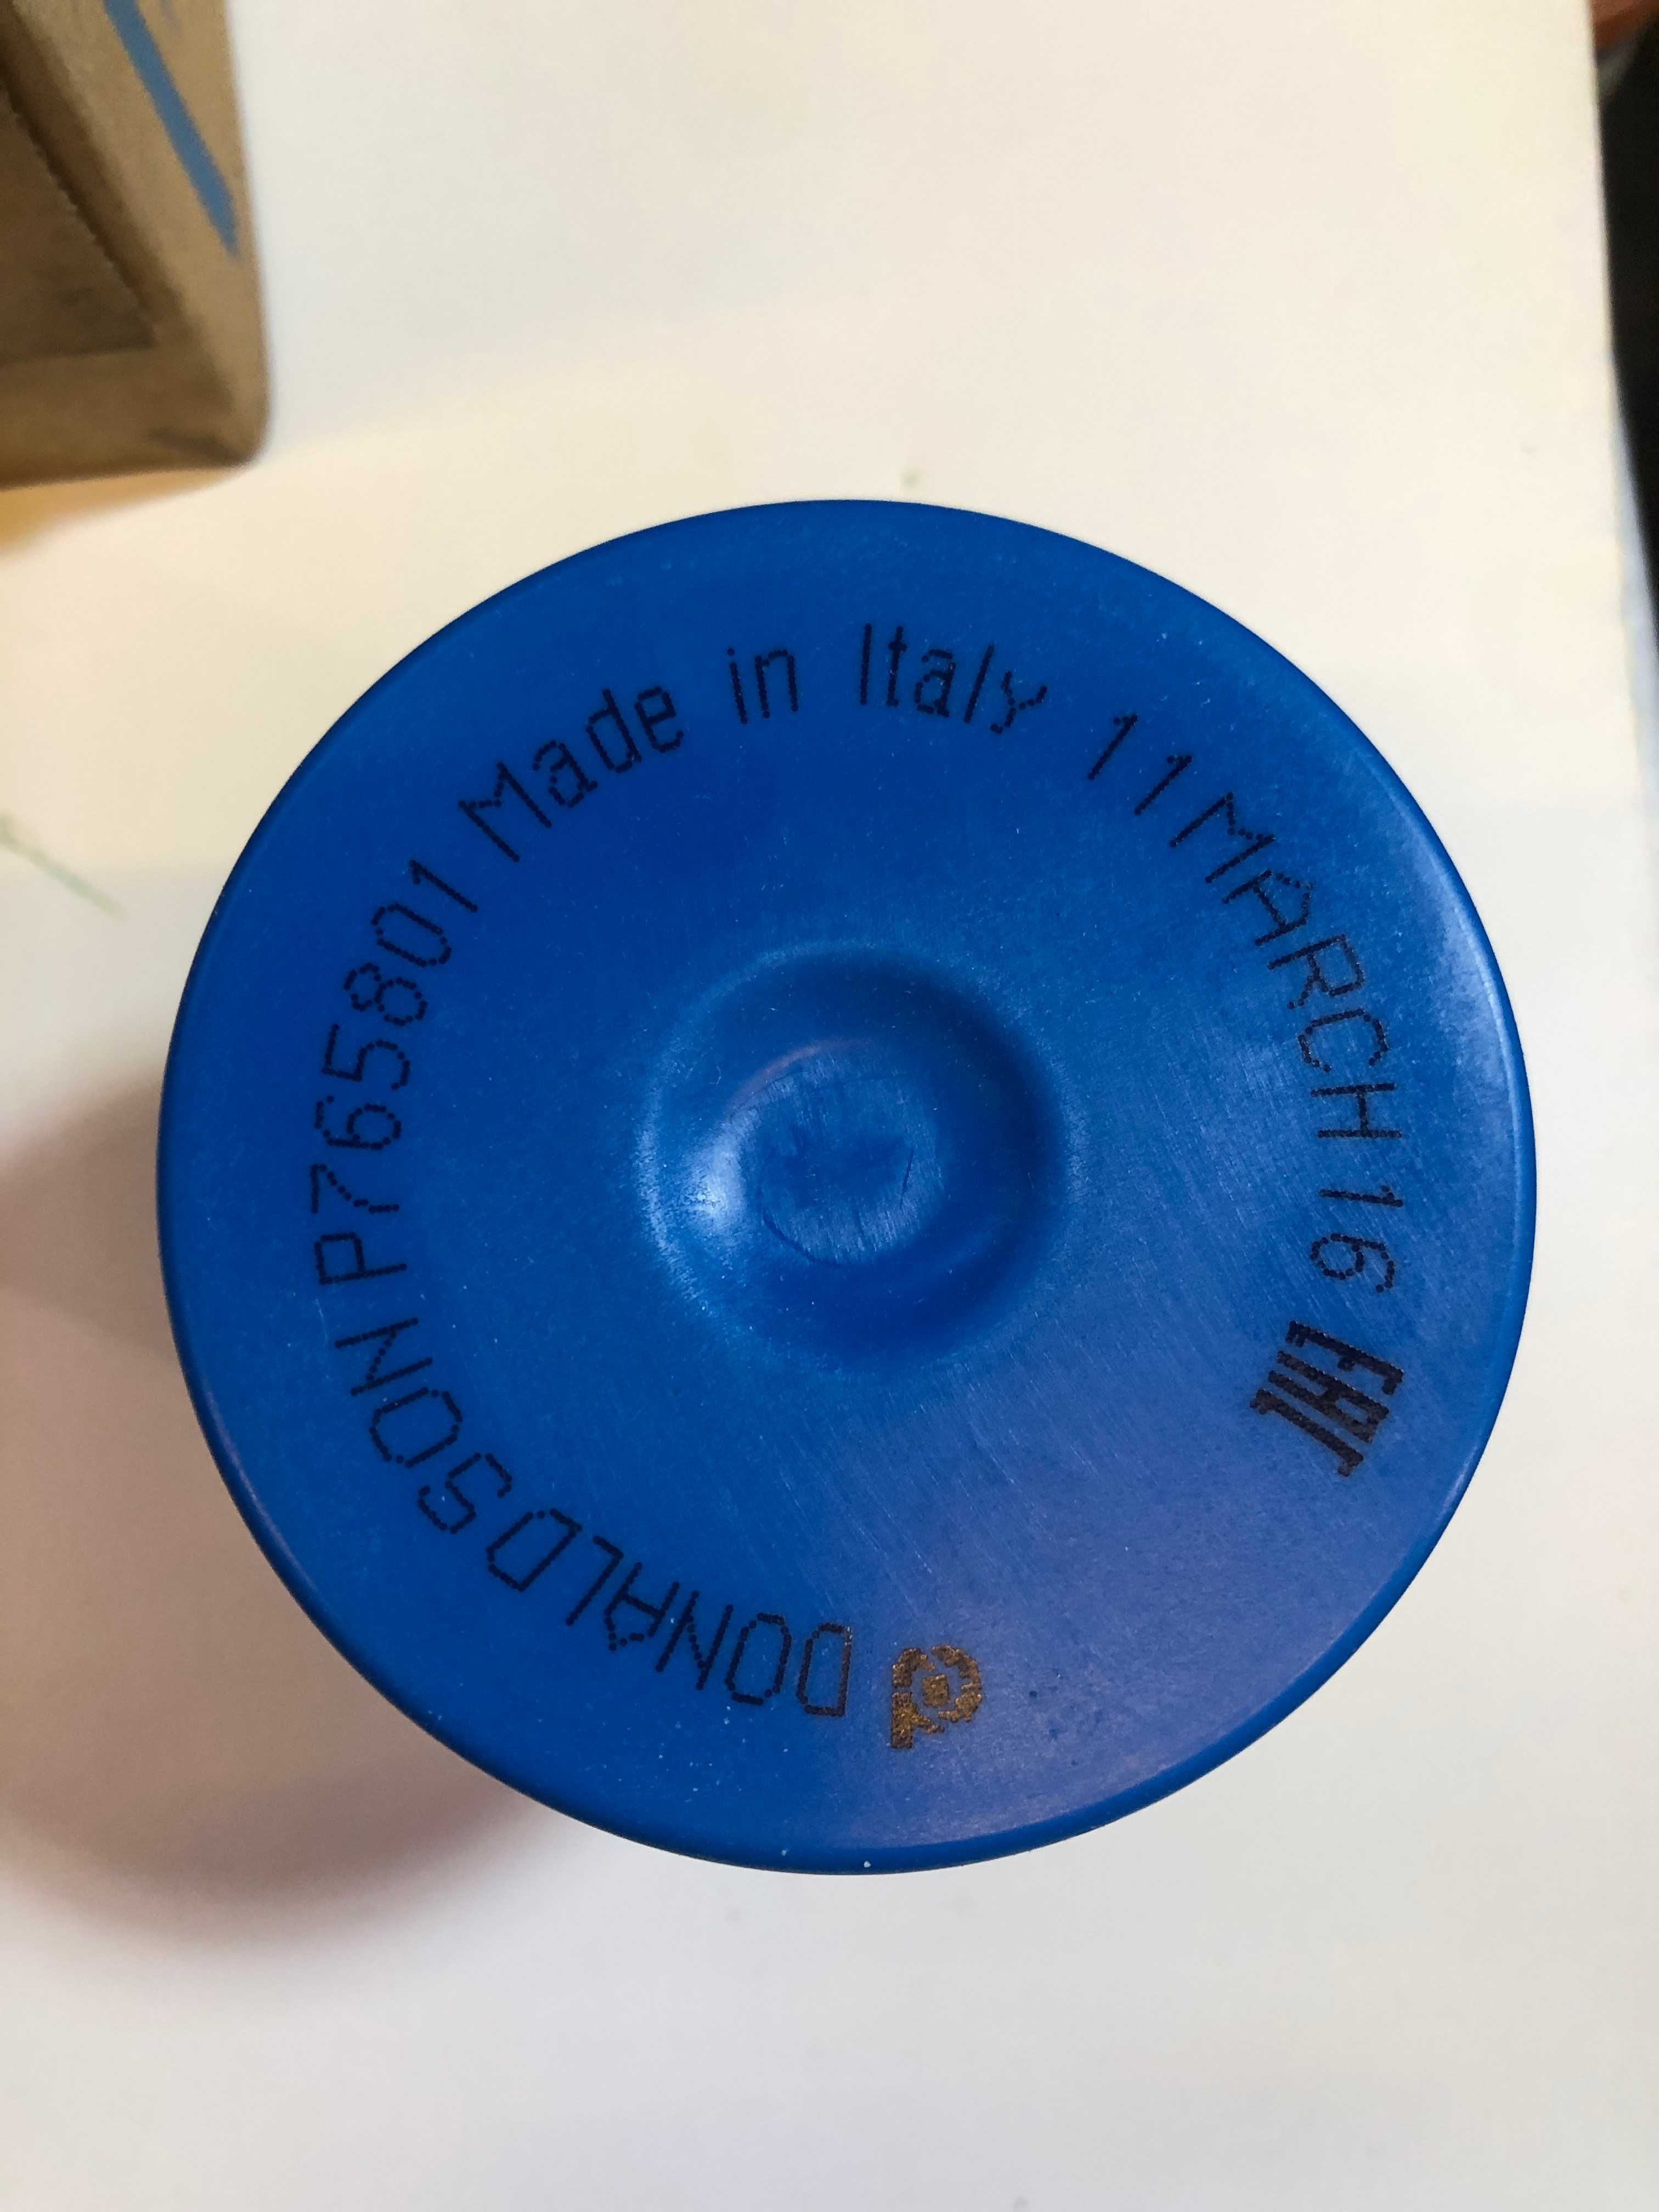 DONALDSON P765801 Made in Italy 11MARCH16 EAC